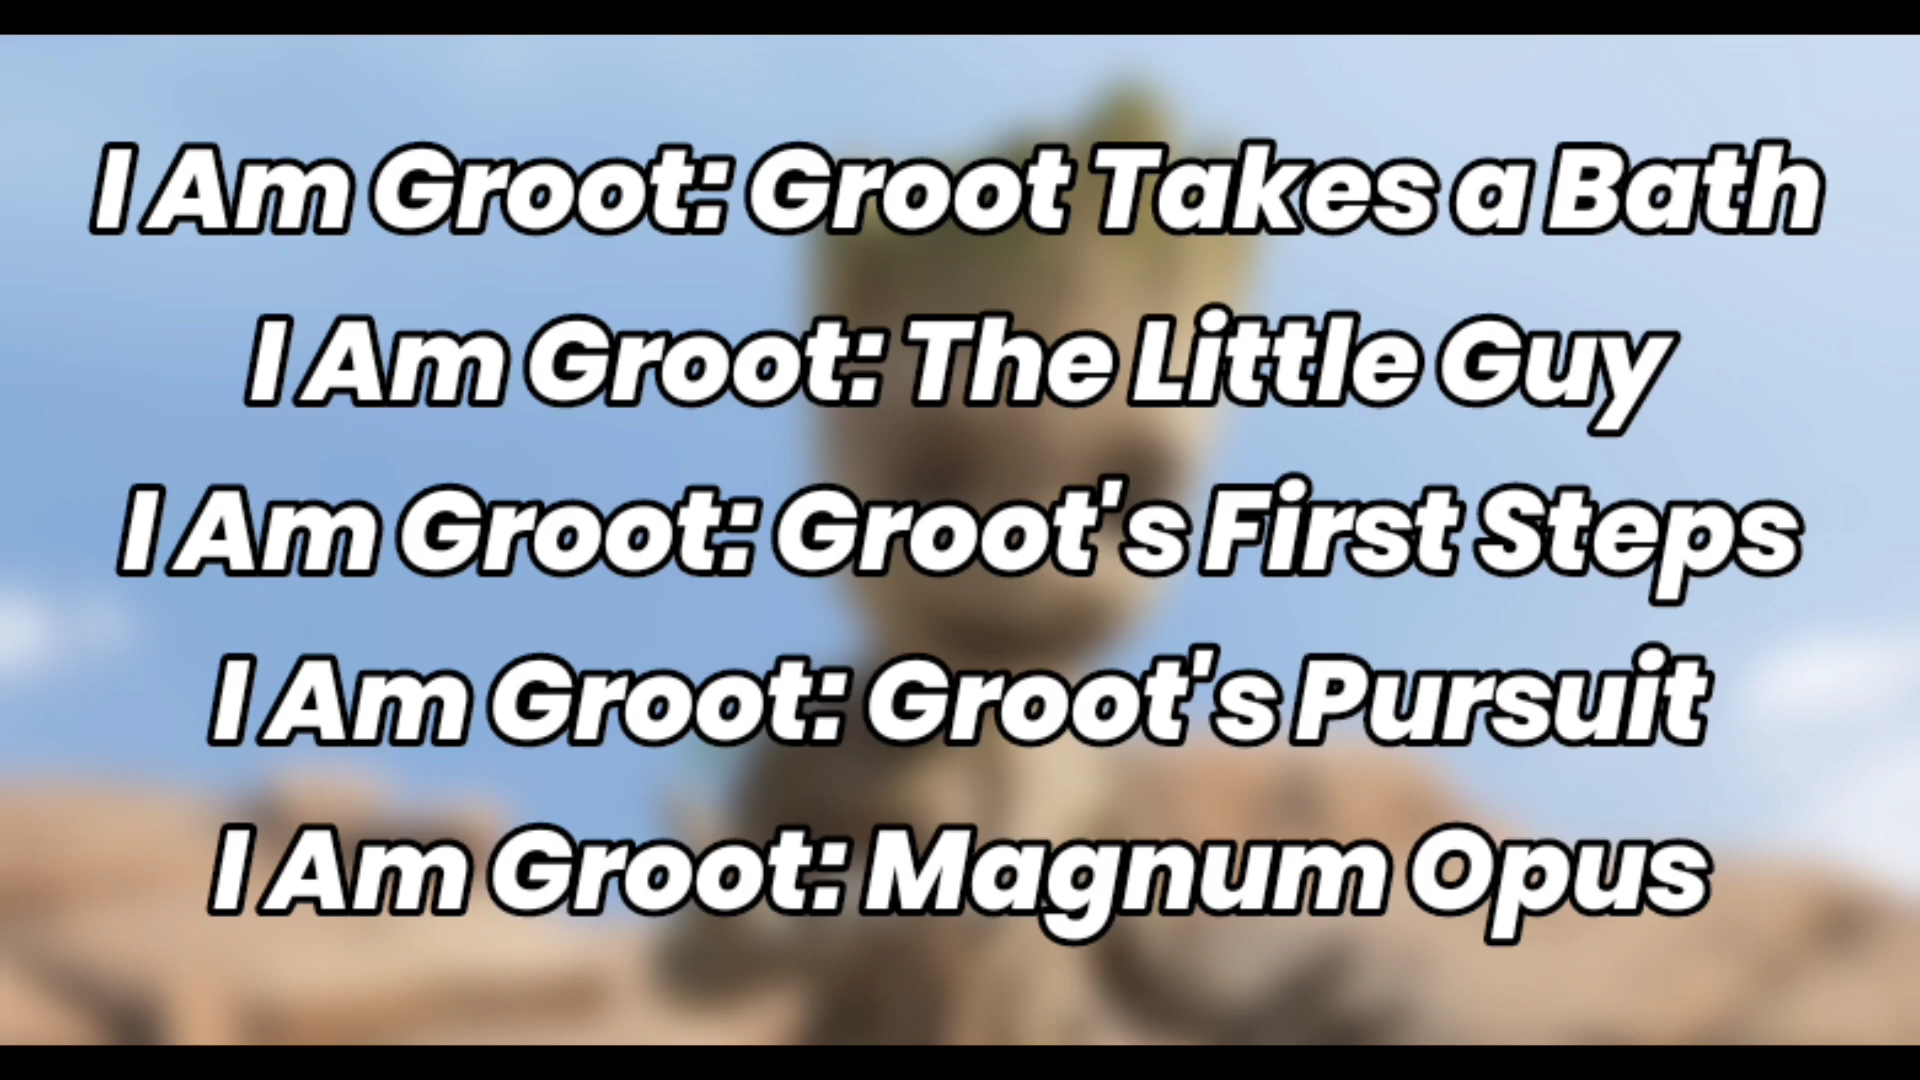 I Am Groot: Groot Takes a Bath
I Am Groot: The Little Guy
I Am Groot: Groot's First Steps
I Am Groot: Groot's Pursuit
I Am Groot: Magnum Opus